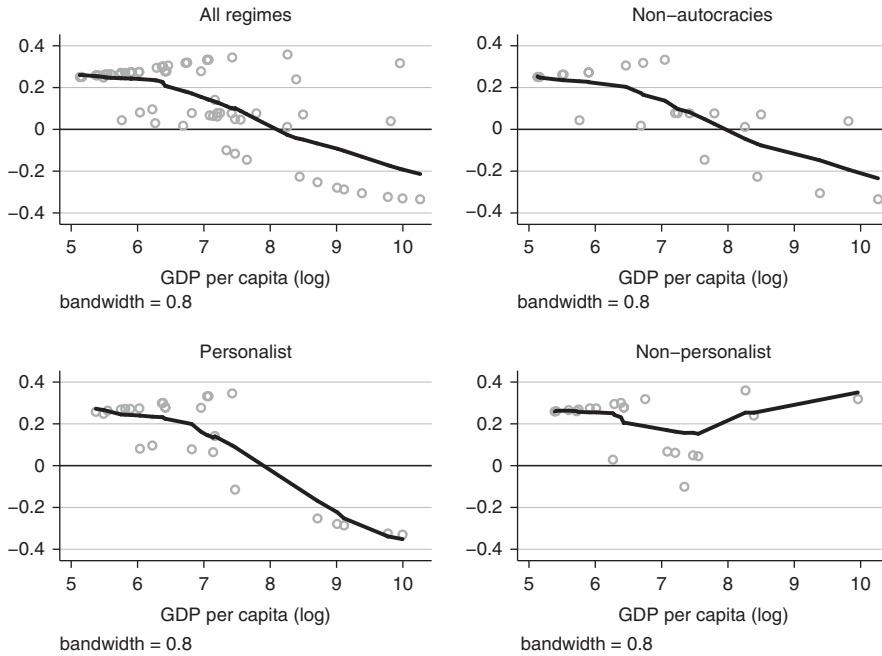 All regimes
0.4
0.2
0
−0.2
−0.4
5 6 7 8 9 10
GDP per capita (log)
bandwidth = 0.8
Non−autocracies
0.4
0.2
0
−0.2
−0.4
5 6 7 8 9 10
GDP per capita (log)
bandwidth = 0.8
Personalist
0.4
0.2
0
−0.2
−0.4
5 6 7 8 9 10
GDP per capita (log)
bandwidth = 0.8
Non−personalist
0.4
0.2
0
−0.2
−0.4
5 6 7 8 9 10
GDP per capita (log)
bandwidth = 0.8